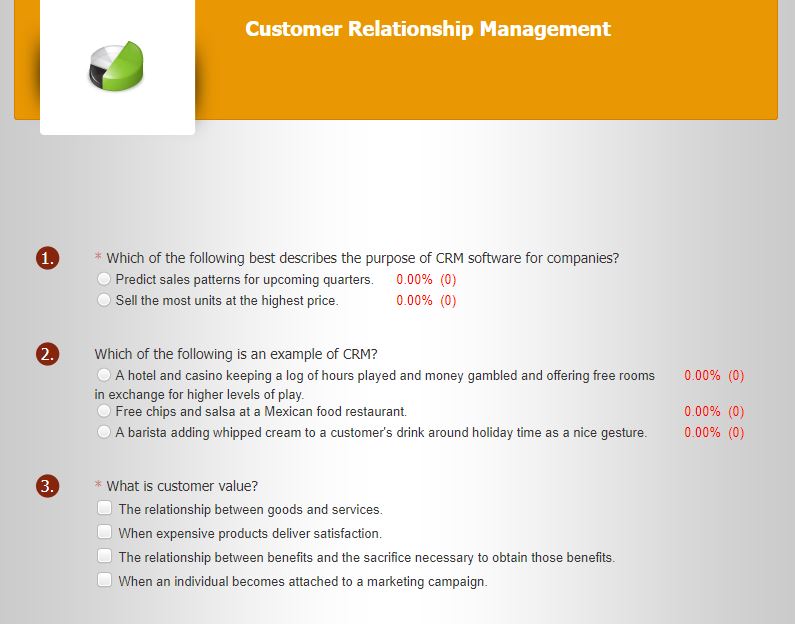 Customer Relationship Management
1.
* Which of the following best describes the purpose of CRM software for companies?
Predict sales patterns for upcoming quarters. 0.00% (0)
Sell the most units at the highest price. 0.00% (0)
2.
Which of the following is an example of CRM?
A hotel and casino keeping a log of hours played and money gambled and offering free rooms 0.00% (0)
in exchange for higher levels of play.
Free chips and salsa at a Mexican food restaurant. 0.00% (0)
A barista adding whipped cream to a customer's drink around holiday time as a nice gesture. 0.00% (0)
3.
* What is customer value?
The relationship between goods and services.
When expensive products deliver satisfaction.
The relationship between benefits and the sacrifice necessary to obtain those benefits.
When an individual becomes attached to a marketing campaign.